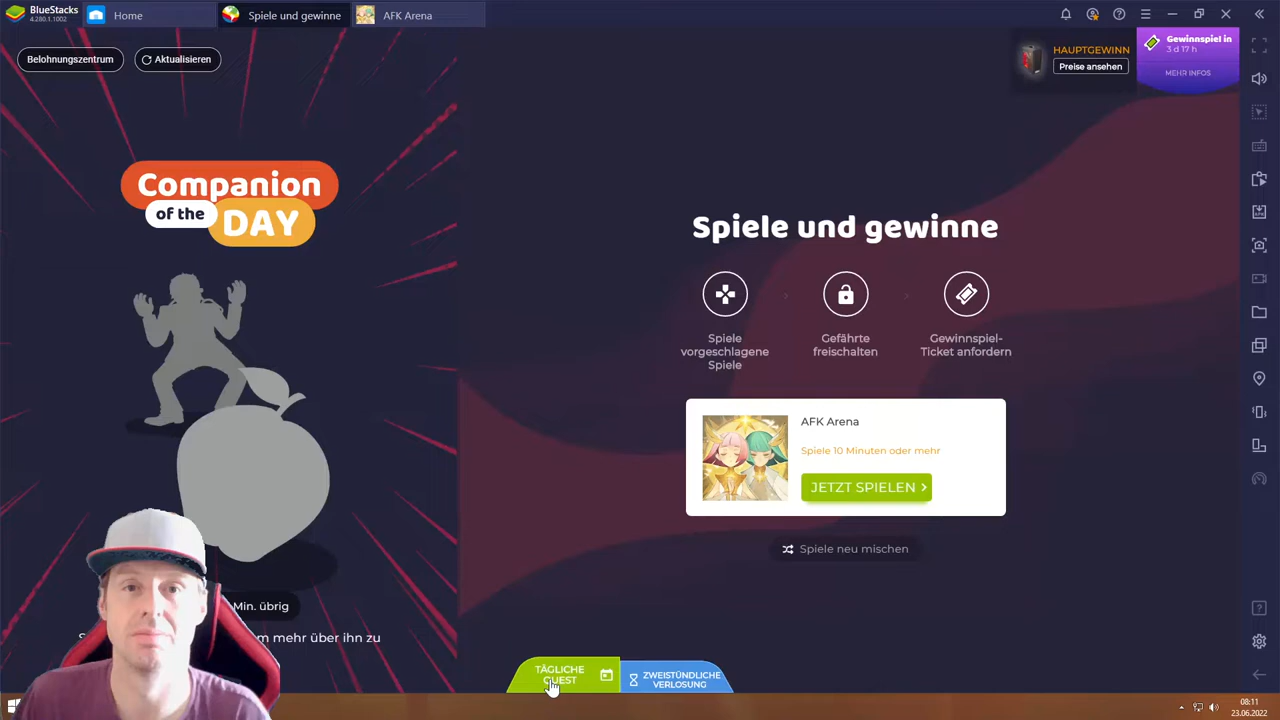 BlueStacks
4.280.1.1002
Home
Spiele und gewinne
AFK Arena
Belohnungszentrum
Aktualisieren
HAUPTGEWINN
Preise ansehen
Gewinnspiel in
3 d 17 h
MEHR INFOS
Companion
of the
DAY
Spiele und gewinne
Spiele
vorgeschlagene
Spiele
Gefährte
freischalten
Gewinnspiel-
Ticket anfordern
AFK Arena
Spiele 10 Minuten oder mehr
JETZT SPIELEN
Spiele neu mischen
Min. übrig
mehr über ihn zu
TÄGLICHE
QUEST
ZWEISTÜNDLICHE
VERLOSUNG
08:11
23.06.2022